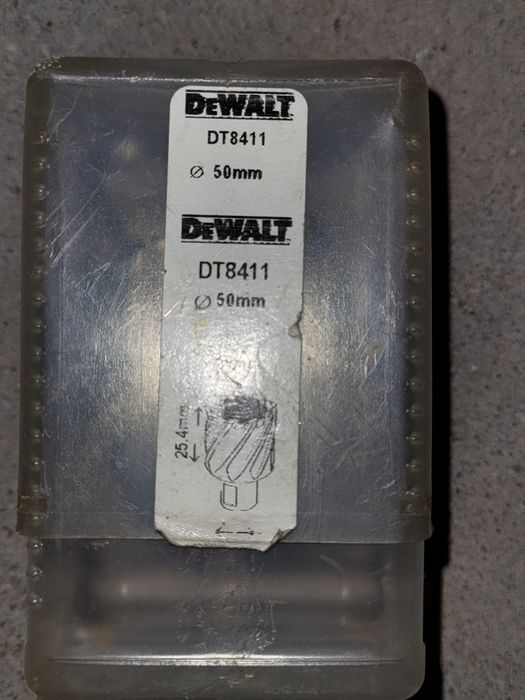 DEWALT
DT8411
Ø 50mm
DEWALT
DT8411
Ø 50mm
25.4mm